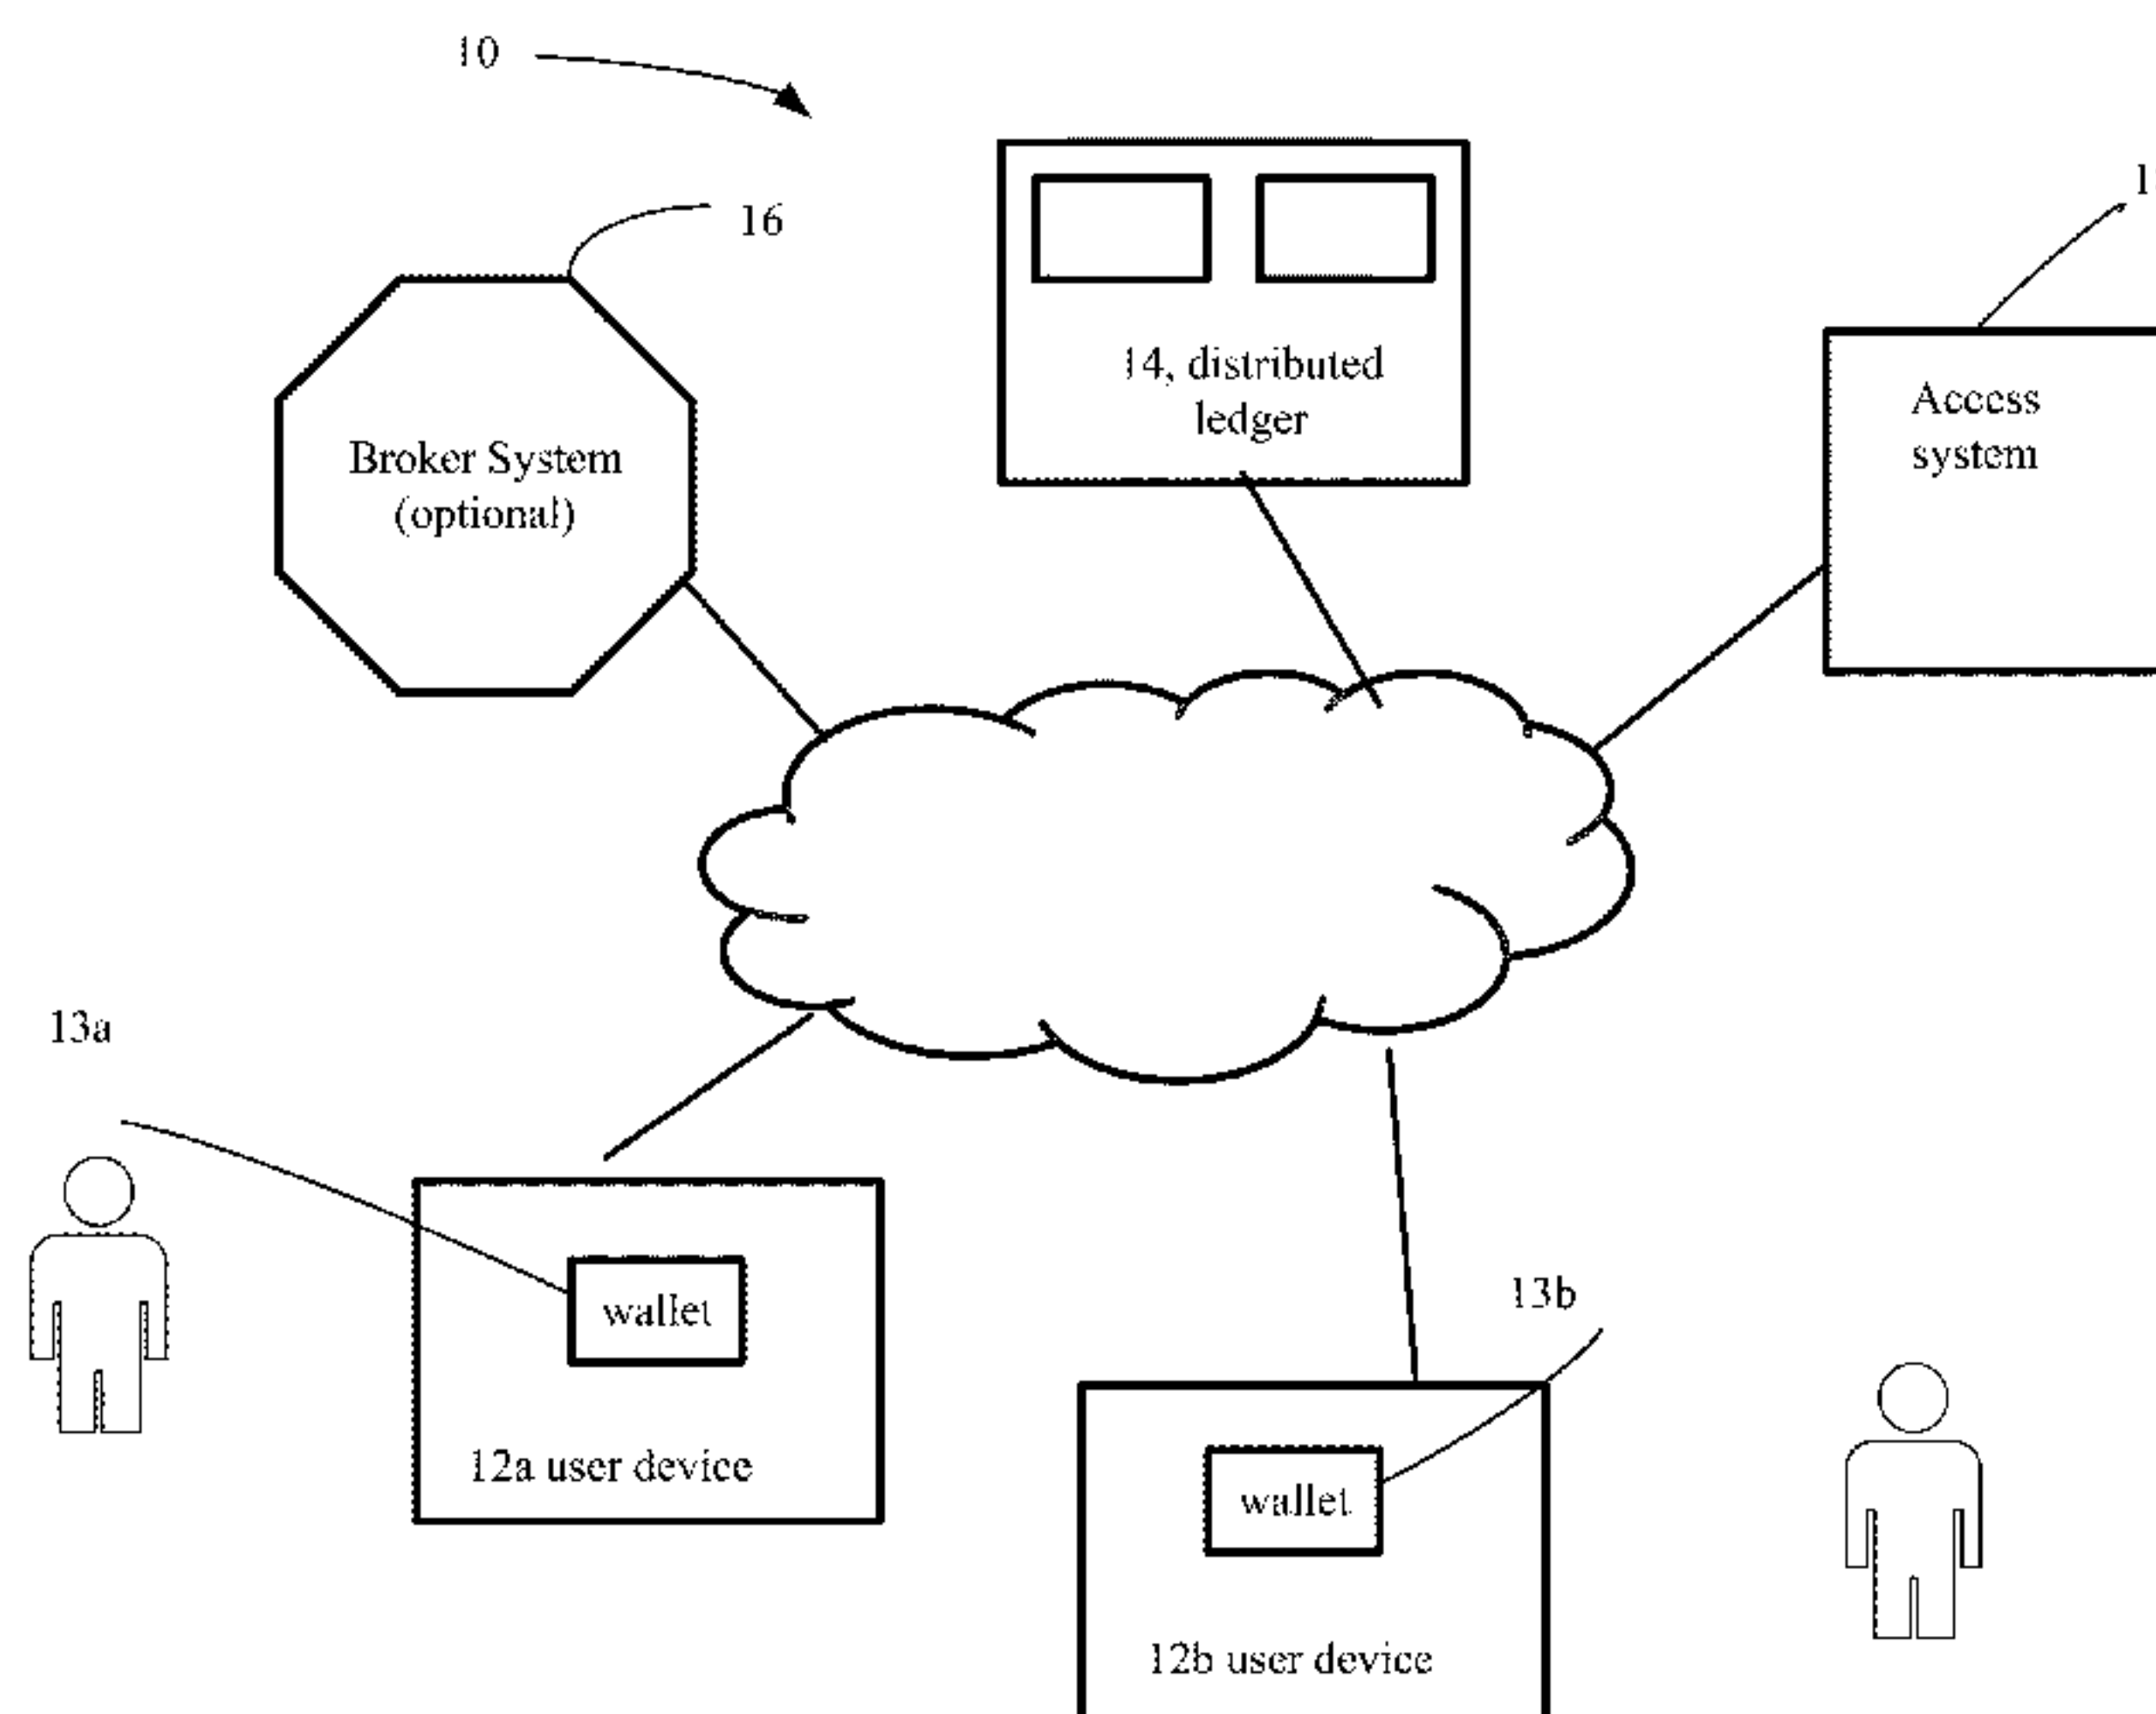 10
16
14, distributed
ledger
Access
system
Broker System
(optional)
13a
wallet
12a user device
13b
wallet
12b user device